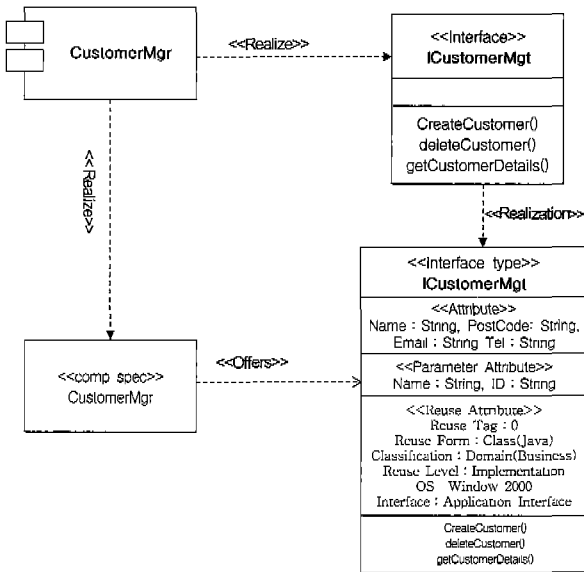 CustomerMgr
<<Realize>>
<<Interface>>
ICustomerMgt
CreateCustomer()
deleteCustomer()
getCustomerDetails()
<< Realize>>
<<Realization>>
<<Interface type>>
ICustomerMgt
<<Attribute>>
Name : String, PostCode: String,
Email : String Tel : String
<<Parameter Attribute>>
Name : String, ID : String
<<Reuse Attribute>>
Reuse Tag : 0
Reuse Form : Class(Java)
Classification : Domain(Business)
Reuse Level : Implementation
OS Window 2000
Interface : Application Interface
CreateCustomer()
deleteCustomer()
getCustomerDetails()
<<comp spec>>
CustomerMgr
<<Offers>>